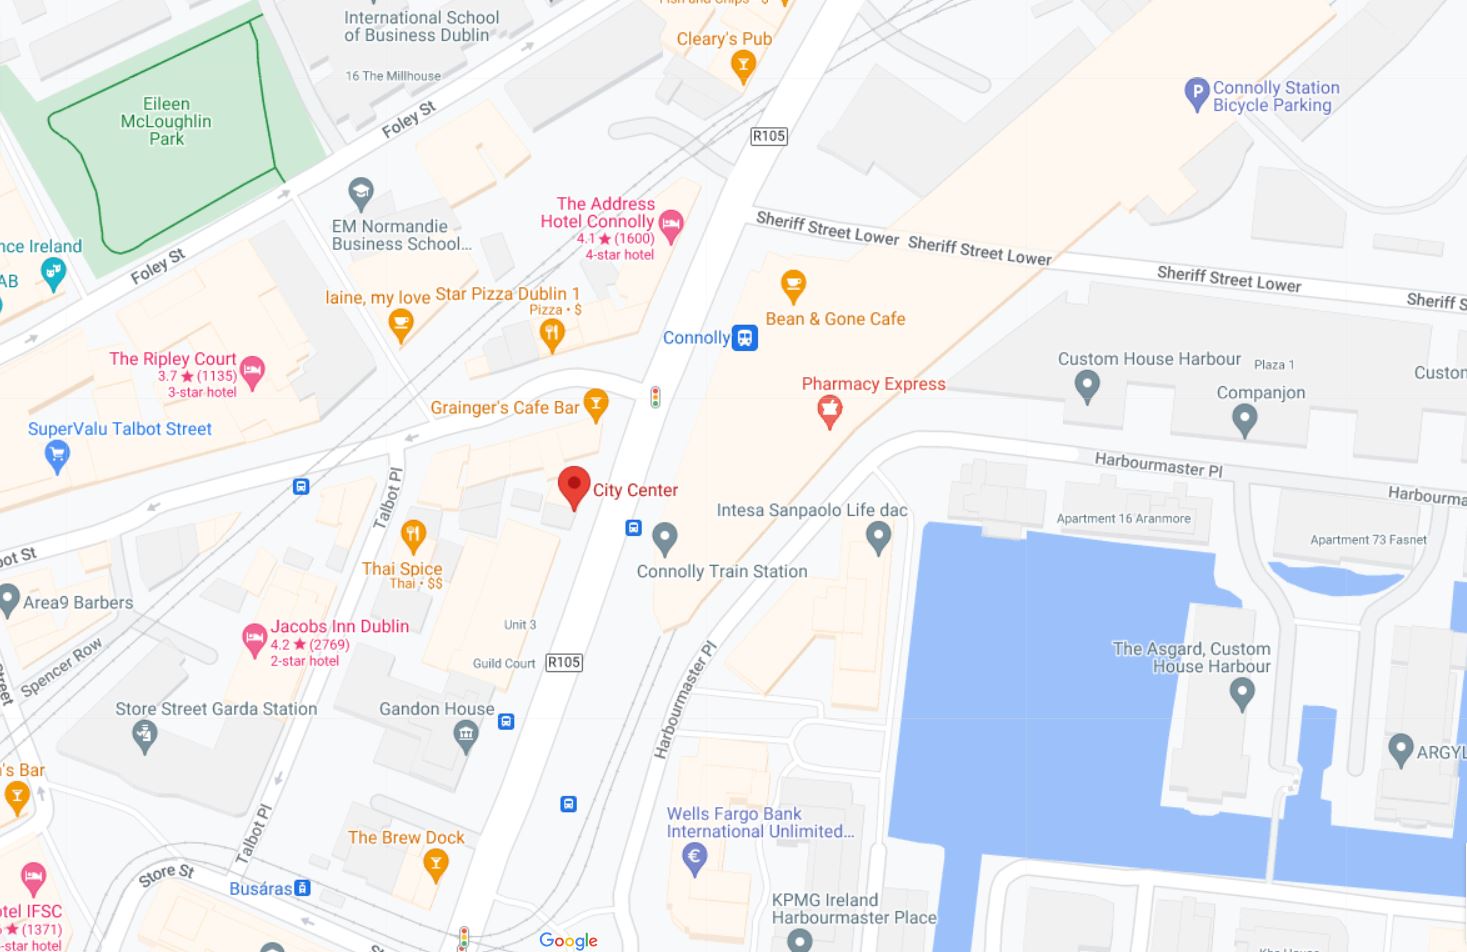 International School
of Business Dublin
Cleary's Pub
16 The Millhouse
Foley St
Eileen
McLoughlin
Park
R105
Connolly Station
Bicycle Parking
EM Normandie
Business School...
The Address
Hotel Connolly
4.1 ★ (1600)
4-star hotel
Sheriff Street Lower
Sheriff Street Lower
Sheriff Street Lower
Sheriff S
nce Ireland
AB
Foley St
laine, my love
Star Pizza Dublin 1
Pizza • $
Bean & Gone Cafe
Connolly
The Ripley Court
3.7 ★ (1135)
3-star hotel
Custom House Harbour
Plaza 1
Custon
Companjon
Pharmacy Express
Grainger's Cafe Bar
SuperValu Talbot Street
Harbourmaster Pl
Harbourma
Talbot Pl
City Center
Intesa Sanpaolo Life dac
Apartment 16 Aranmore
Apartment 73 Fasnet
bot St
Thai Spice
Thai • $$
Connolly Train Station
Area9 Barbers
Jacobs Inn Dublin
4.2 ★ (2769)
2-star hotel
Unit 3
Guild Court
R105
Spencer Row
reet
The Asgard, Custom
House Harbour
Harbourmaster Pl
Store Street Garda Station
Gandon House
ARGYL
's Bar
Talbot Pl
The Brew Dock
Wells Fargo Bank
International Unlimited...
Store St
Busáras
otel IFSC
★ (1371)
-star hotel
KPMG Ireland
Harbourmaster Place
Google